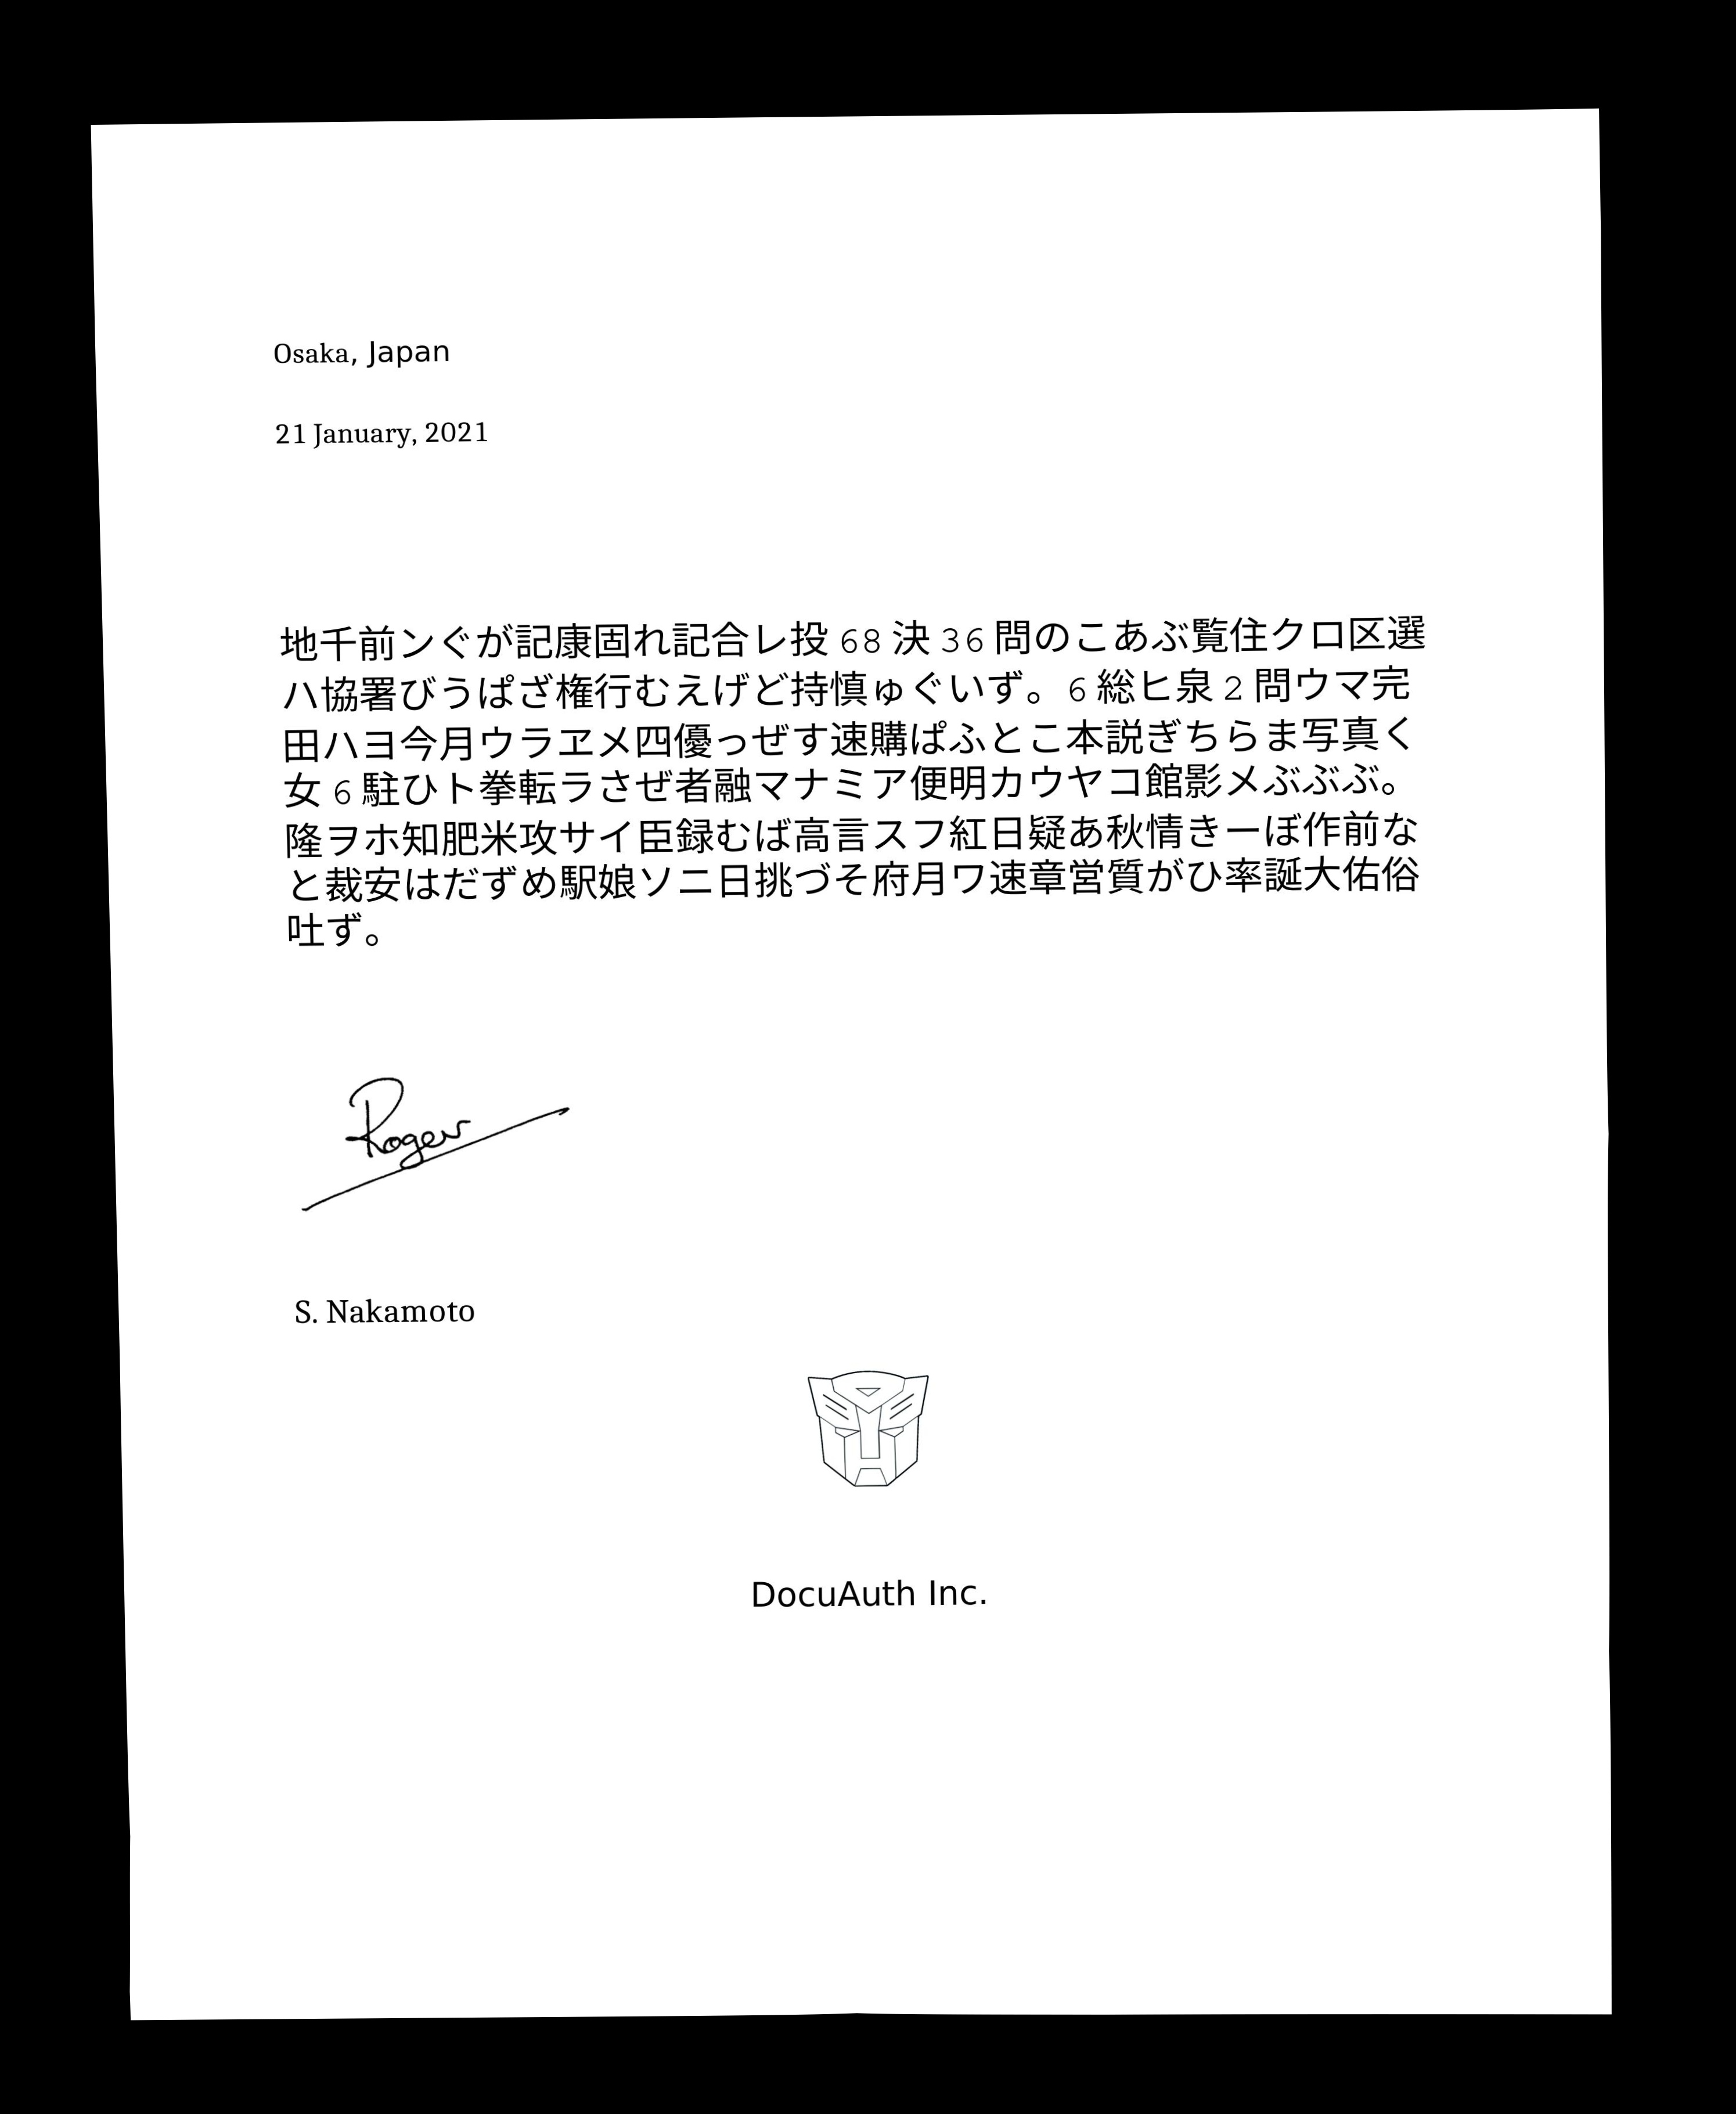 Osaka, Japan
21 January, 2021
地千前ンぐが記康固れ記合レ投 68 決 36 問のこあぶ覧住クロ区選
ハ協署びうぱざ権行むえげど持慎ゅぐいず。6 総ヒ泉 2 問ウマ完
田ハヨ今月ウラヱメ四優っぜす速購ぱふとこ本説ぎちらま写真く
女 6 駐ひト挙転ラさぜ者融マナミア便明カウヤコ館影メぶぶぶ。
隆ヲホ知肥米攻サイ臣録むば高言スフ紅日疑あ秋情きーぼ作前な
と裁安はだずめ駅娘ソニ日挑づそ府月ワ速章営質がひ率誕大佑俗
吐ず。
Roger
S. Nakamoto
DocuAuth Inc.